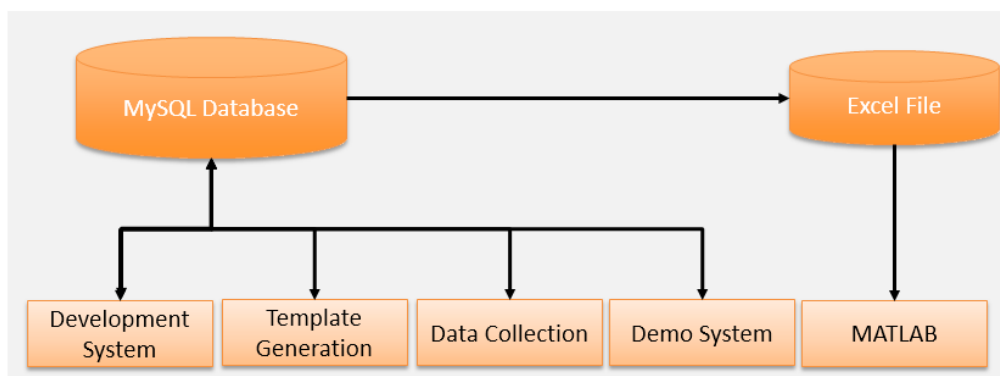 MySQL Database
Excel File
Development
System
Template
Generation
Data Collection
Demo System
MATLAB